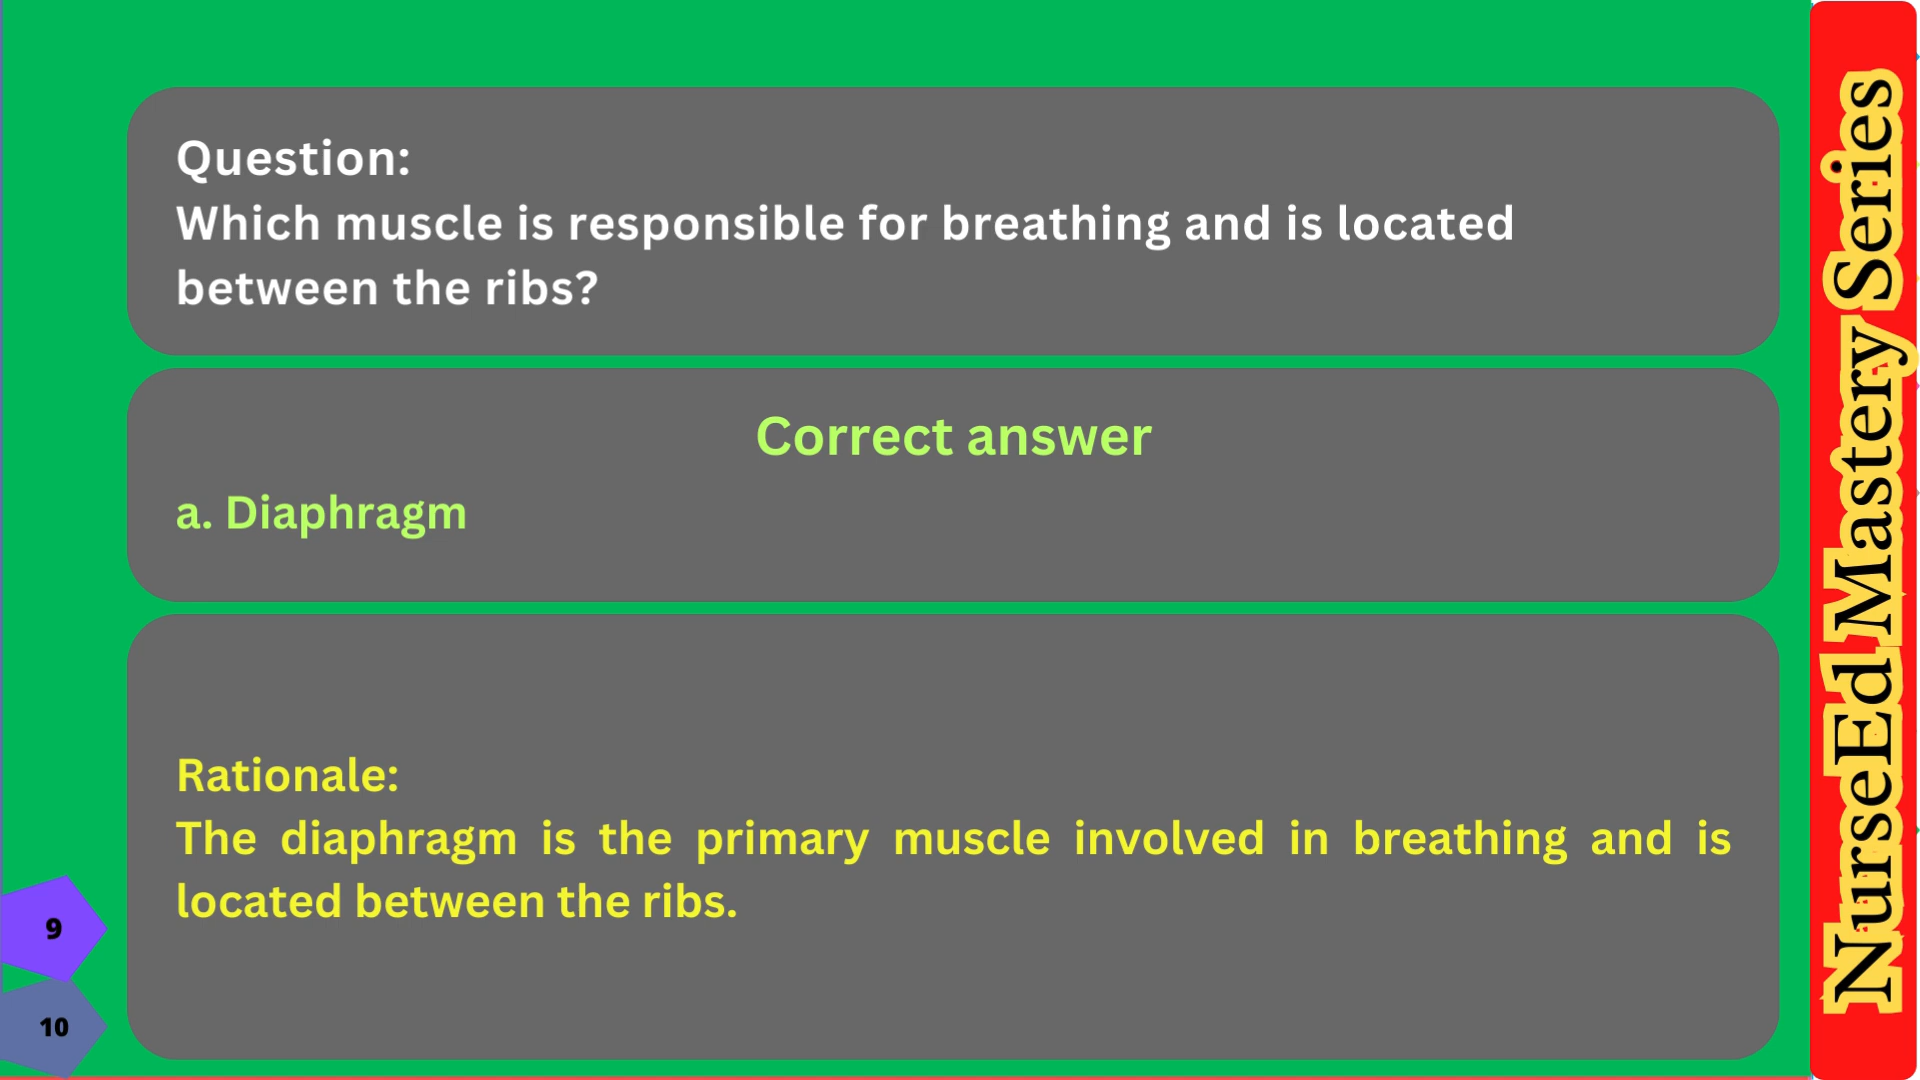 Question:
Which muscle is responsible for breathing and is located
between the ribs?
Correct answer
a. Diaphragm
Rationale:
The diaphragm is the primary muscle involved in breathing and is
located between the ribs.
9
10
NurseEd Mastery Series